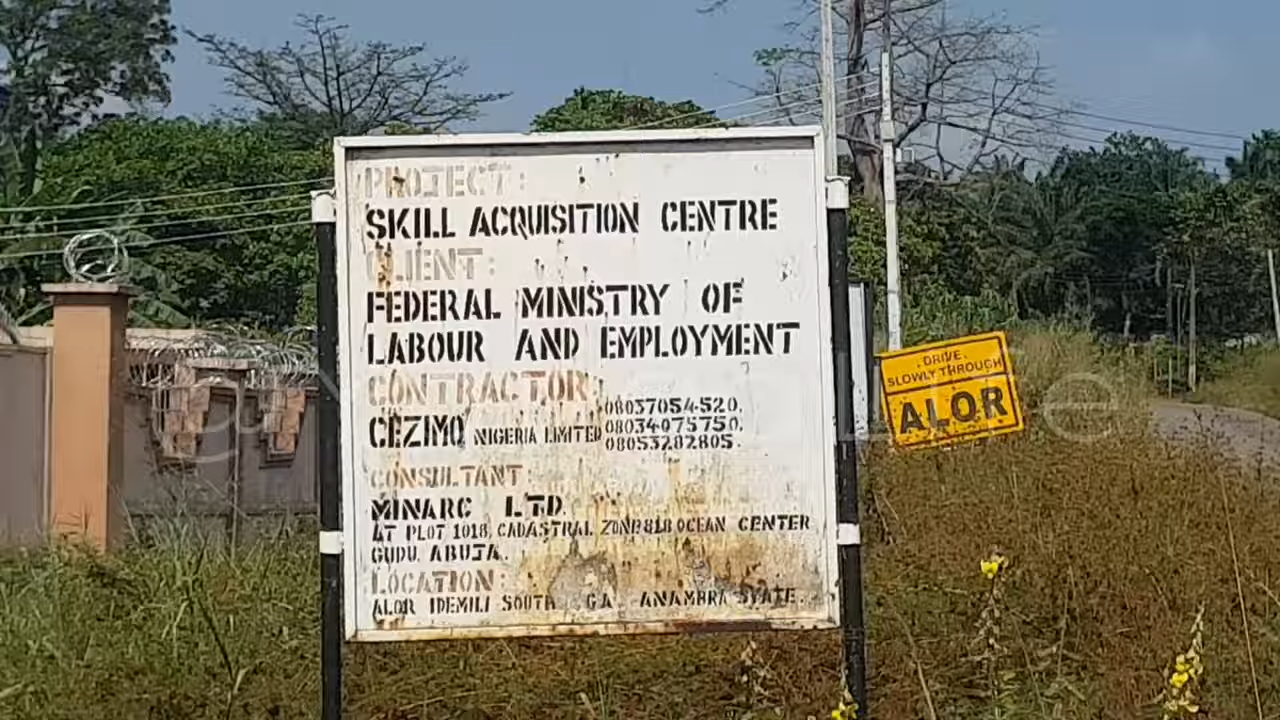 PROJECT:
SKILL ACQUISITION CENTRE
CLIENT:
FEDERAL MINISTRY OF
LABOUR AND EMPLOYMENT
CONTRACTOR:
CEZIMO NIGERIA LIMITED 08037054520,
08034075750,
08053282805.
CONSULTANT:
MINARC LTD.
AT PLOT 1018, CADASTRAL ZONE OCEAN CENTER
GUDU, ABUJA.
LOCATION:
ALOR IDEMILI SOUTH GA ANAMBRA STATE.
DRIVE
SLOWLY THROUGH
ALOR